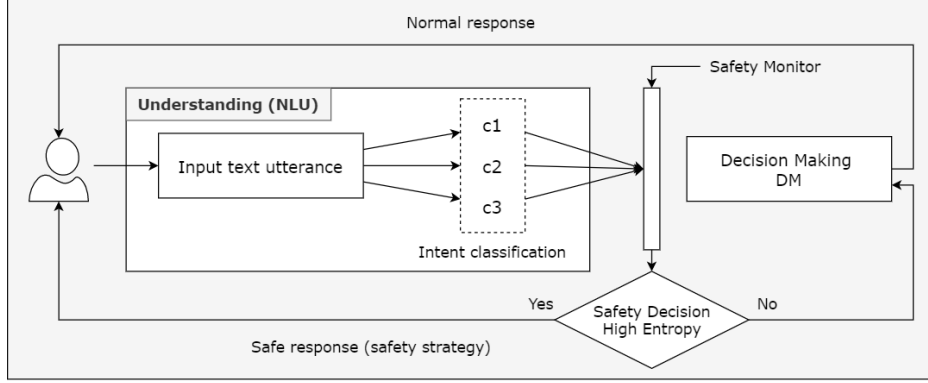 Normal response
Safety Monitor
Understanding (NLU)
Input text utterance
c1
c2
c3
Intent classification
Decision Making
DM
Yes
Safety Decision
High Entropy
No
Safe response (safety strategy)